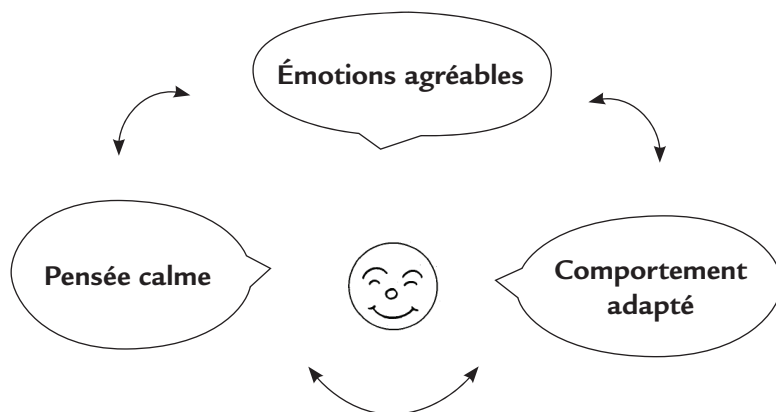 Émotions agréables
Pensée calme
Comportement
adapté